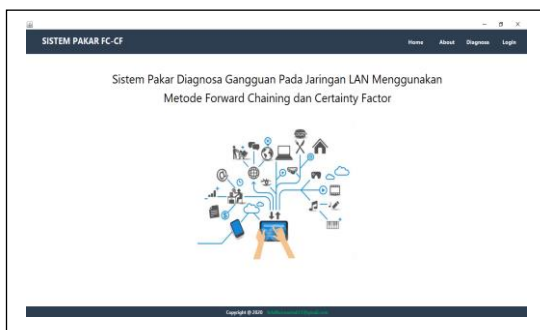 SISTEM PAKAR FC-CF
Home About Diagnosa Login
Sistem Pakar Diagnosa Gangguan Pada Jaringan LAN Menggunakan
Metode Forward Chaining dan Certainty Factor
Copyright @ 2020